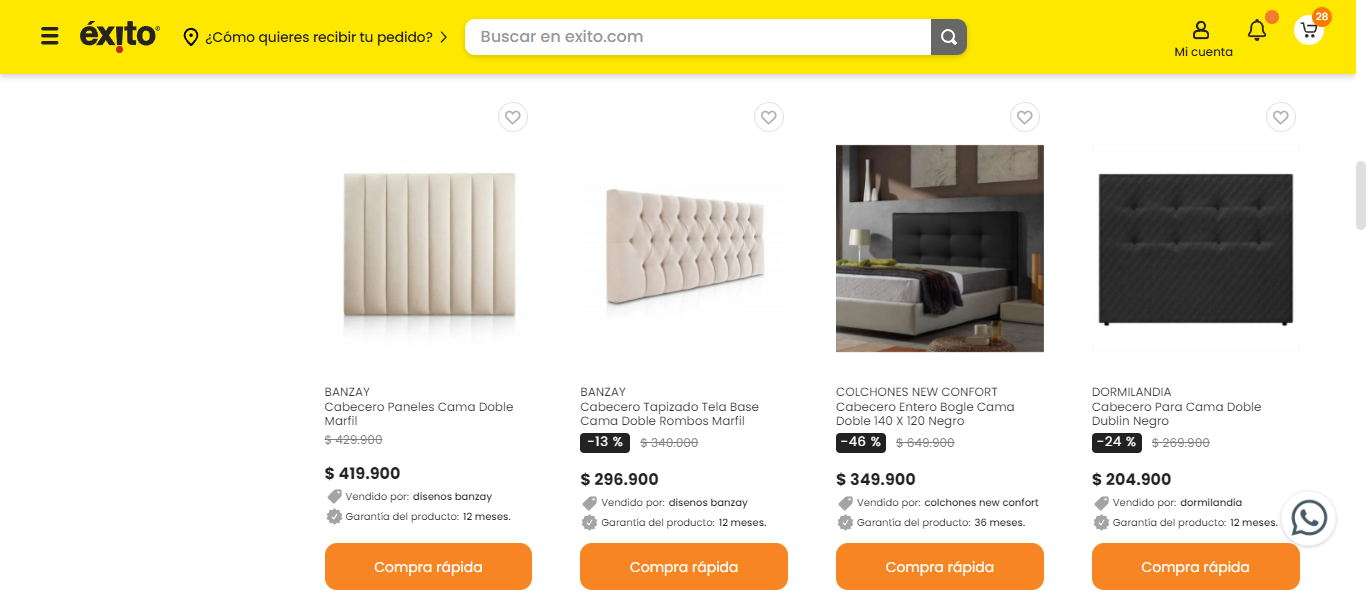 éxito
¿Cómo quieres recibir tu pedido?
Buscar en exito.com
28
Mi cuenta
BANZAY
Cabecero Paneles Cama Doble
Marfil
$ 429.900
$ 419.900
Vendido por: disenos banzay
Garantía del producto: 12 meses.
Compra rápida
BANZAY
Cabecero Tapizado Tela Base
Cama Doble Rombos Marfil
-13 % $ 340.000
$ 296.900
Vendido por: disenos banzay
Garantía del producto: 12 meses.
Compra rápida
COLCHONES NEW CONFORT
Cabecero Entero Bogle Cama
Doble 140 X 120 Negro
-46 % $ 649.900
$ 349.900
Vendido por: colchones new confort
Garantía del producto: 36 meses.
Compra rápida
DORMILANDIA
Cabecero Para Cama Doble
Dublin Negro
-24 % $ 269.900
$ 204.900
Vendido por: dormilandia
Garantía del producto: 12 meses.
Compra rápida